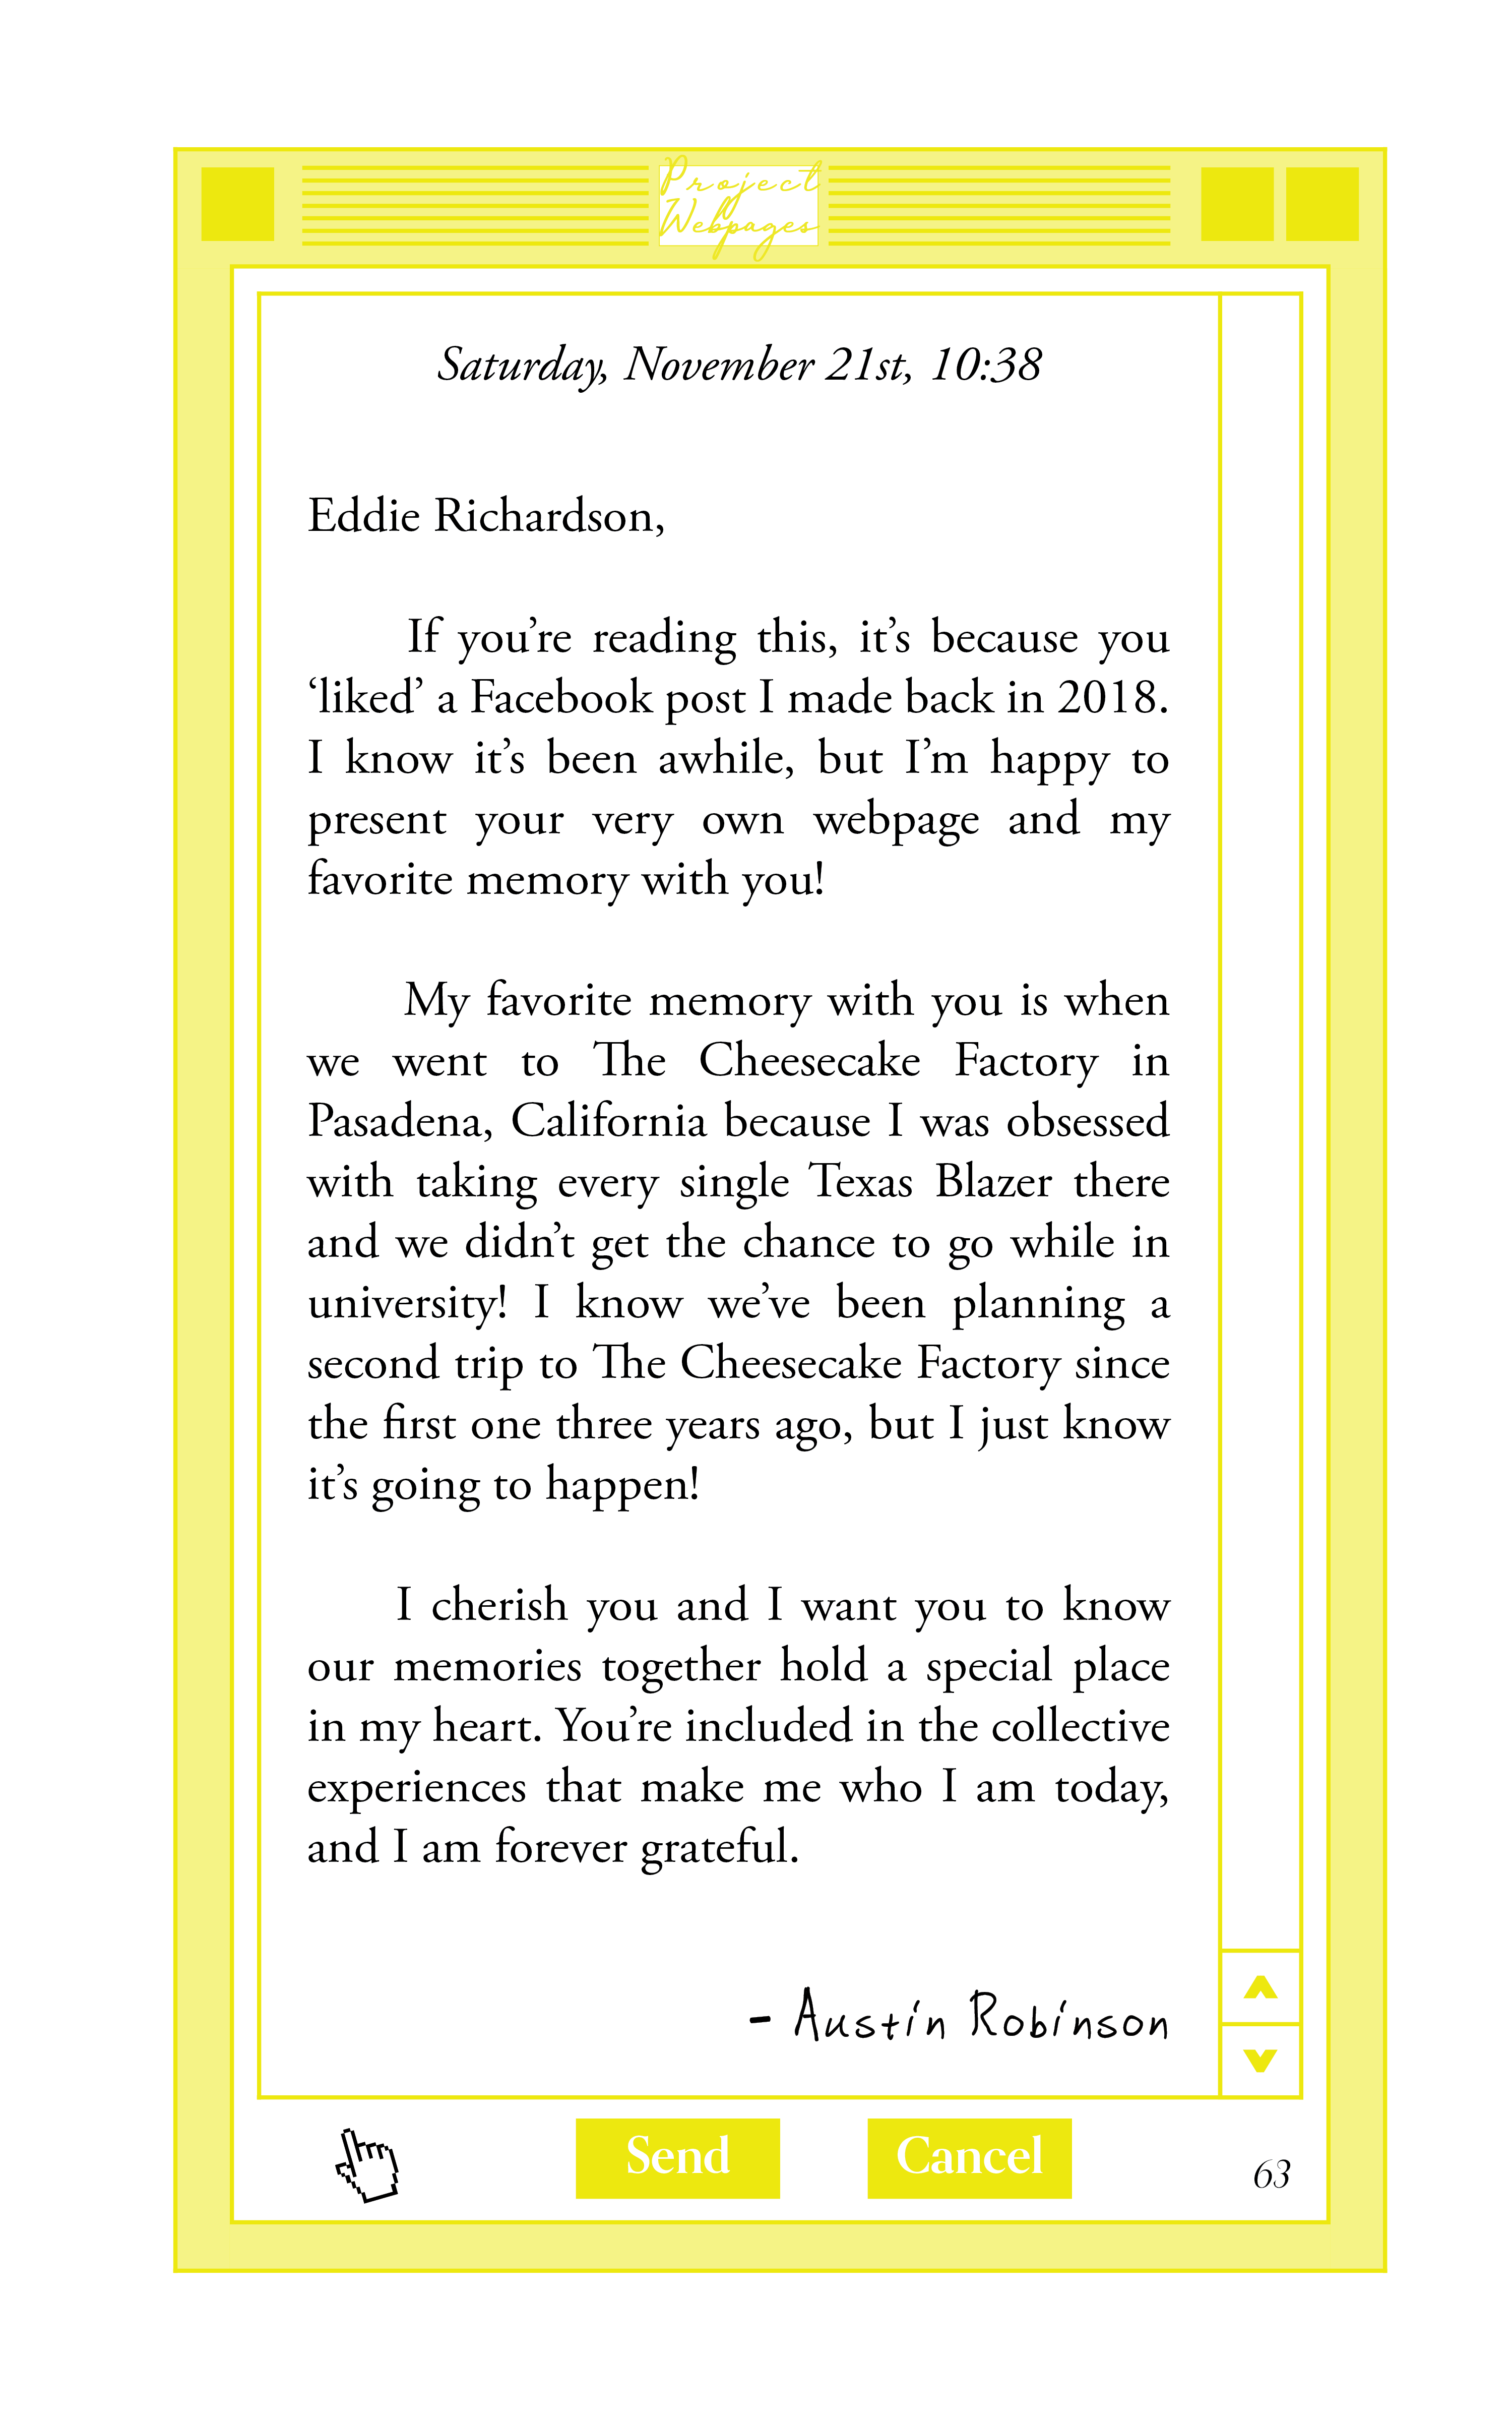 Project
Webpages
Saturday, November 21st, 10:38
Eddie Richardson,
If you're reading this, it's because you
‘liked’ a Facebook post I made back in 2018.
I know it's been awhile, but I'm happy to
present your very own webpage and my
favorite memory with you!
My favorite memory with you is when
we went to The Cheesecake Factory in
Pasadena, California because I was obsessed
with taking every single Texas Blazer there
and we didn't get the chance to go while in
university! I know we've been planning a
second trip to The Cheesecake Factory since
the first one three years ago, but I just know
it's going to happen!
I cherish you and I want you to know
our memories together hold a special place
in my heart. You're included in the collective
experiences that make me who I am today,
and I am forever grateful.
- Austin Robinson
Send Cancel
63